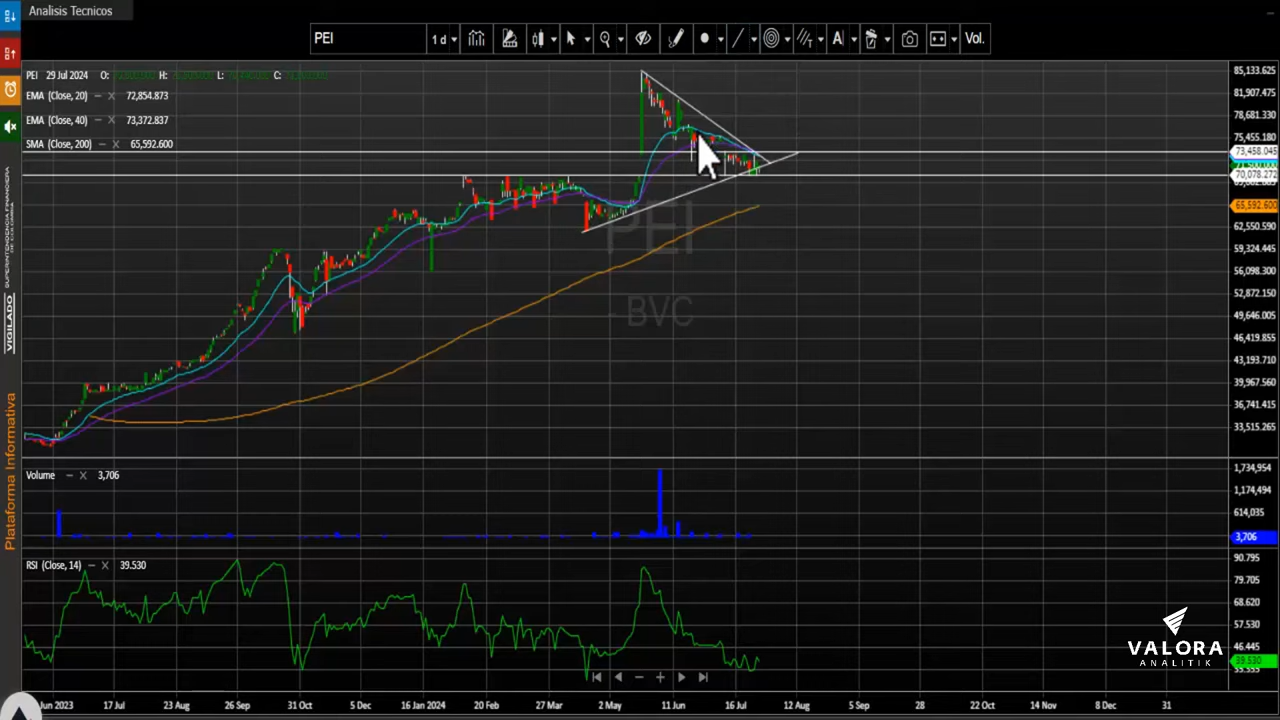 Analisis Tecnicos
PEI
1 d
A
Vol.
PEI 29 Jul 2024 O: H: L: C:
EMA (Close, 20) – X 72,854.873
EMA (Close, 40) – X 73,372.837
SMA (Close, 200) – X 65,592.600
PEI
- BVC
85,133.625
81,907.475
78,681.330
75,455.180
73,458.045
70,078.272
65,592.600
62,550.590
59,324.445
56,098.300
52,872.150
49,646.005
46,419.855
43,193.710
39,967.560
36,741.415
33,515.265
Volume – X 3,706
1,734,954
1,174,494
614,035
3,706
RSI (Close, 14) – X 39.530
90.795
79.705
68.620
57.530
46.445
39.530
VALORA
ANALITIK
Jun 2023 17 Jul 23 Aug 26 Sep 31 Oct 5 Dec 16 Jan 2024 20 Feb 27 Mar 2 May 11 Jun 16 Jul 12 Aug 5 Sep 28 22 Oct 14 Nov 8 Dec 31
SUPERINTENDENCIA FINANCIERA
VIGILADO
Plataforma Informativa